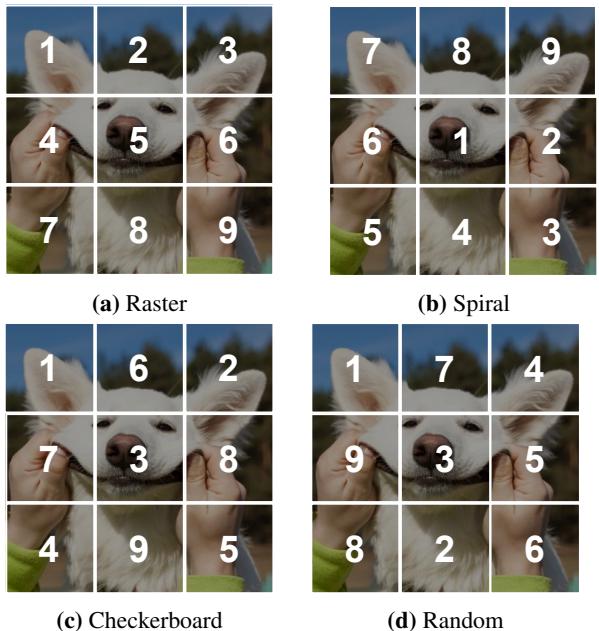 1 2 3
4 5 6
7 8 9
(a) Raster
7 8 9
6 1 2
5 4 3
(b) Spiral
1 6 2
7 3 8
4 9 5
(c) Checkerboard
1 7 4
9 3 5
8 2 6
(d) Random